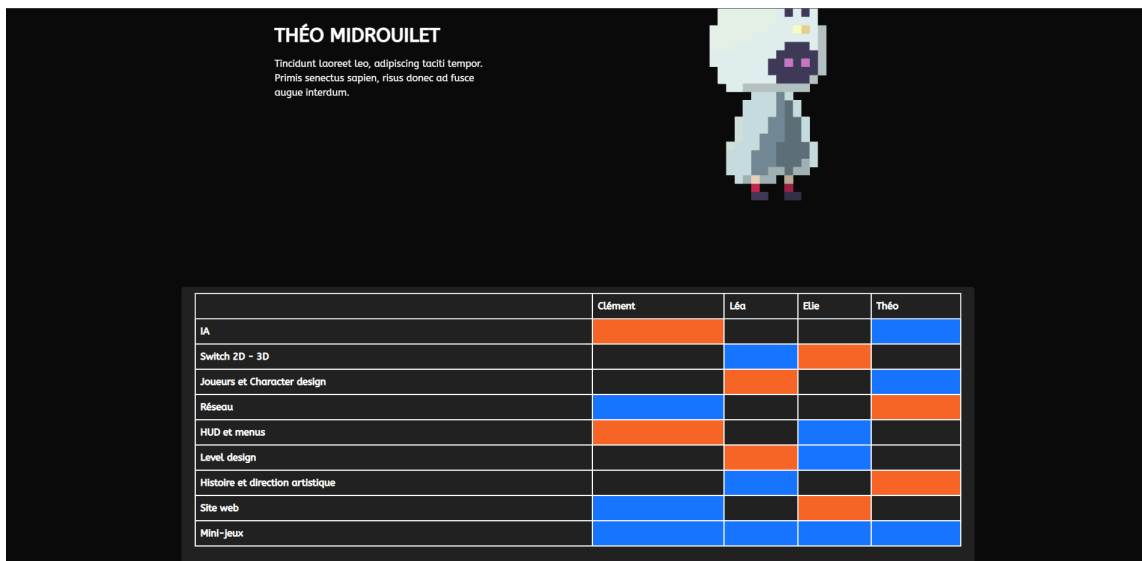 THÉO MIDROUILET
Tincidunt laoreet leo, adipiscing taciti tempor.
Primis senectus sapien, risus donec ad fusce
augue interdum.
Clément Léa Elie Théo
IA
Switch 2D - 3D
Joueurs et Character design
Réseau
HUD et menus
Level design
Histoire et direction artistique
Site web
Mini-jeux